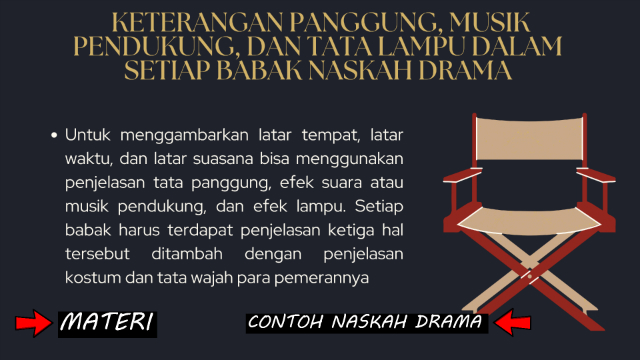 KETERANGAN PANGGUNG, MUSIK
PENDUKUNG, DAN TATA LAMPU DALAM
SETIAP BABAK NASKAH DRAMA
• Untuk menggambarkan latar tempat, latar
waktu, dan latar suasana bisa menggunakan
penjelasan tata panggung, efek suara atau
musik pendukung, dan efek lampu. Setiap
babak harus terdapat penjelasan ketiga hal
tersebut ditambah dengan penjelasan
kostum dan tata wajah para pemerannya
MATERI
CONTOH NASKAH DRAMA